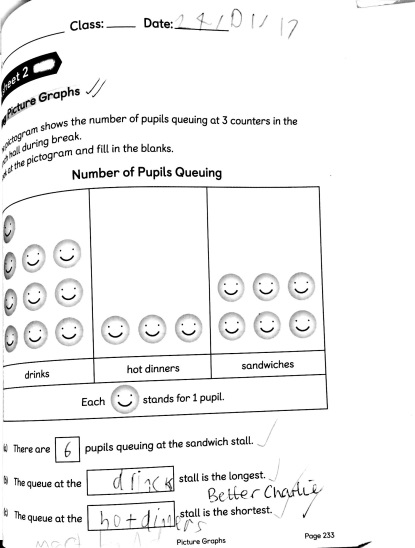 Class: Date: 24/01/17
Sheet 2
Picture Graphs
pictogram shows the number of pupils queuing at 3 counters in the
hall during break.
at the pictogram and fill in the blanks.
Number of Pupils Queuing
drinks hot dinners sandwiches
Each stands for 1 pupil.
(a) There are 6 pupils queuing at the sandwich stall.
(b) The queue at the drinks stall is the longest.
Better Charlie
(c) The queue at the hot dinners stall is the shortest.
Picture Graphs Page 233